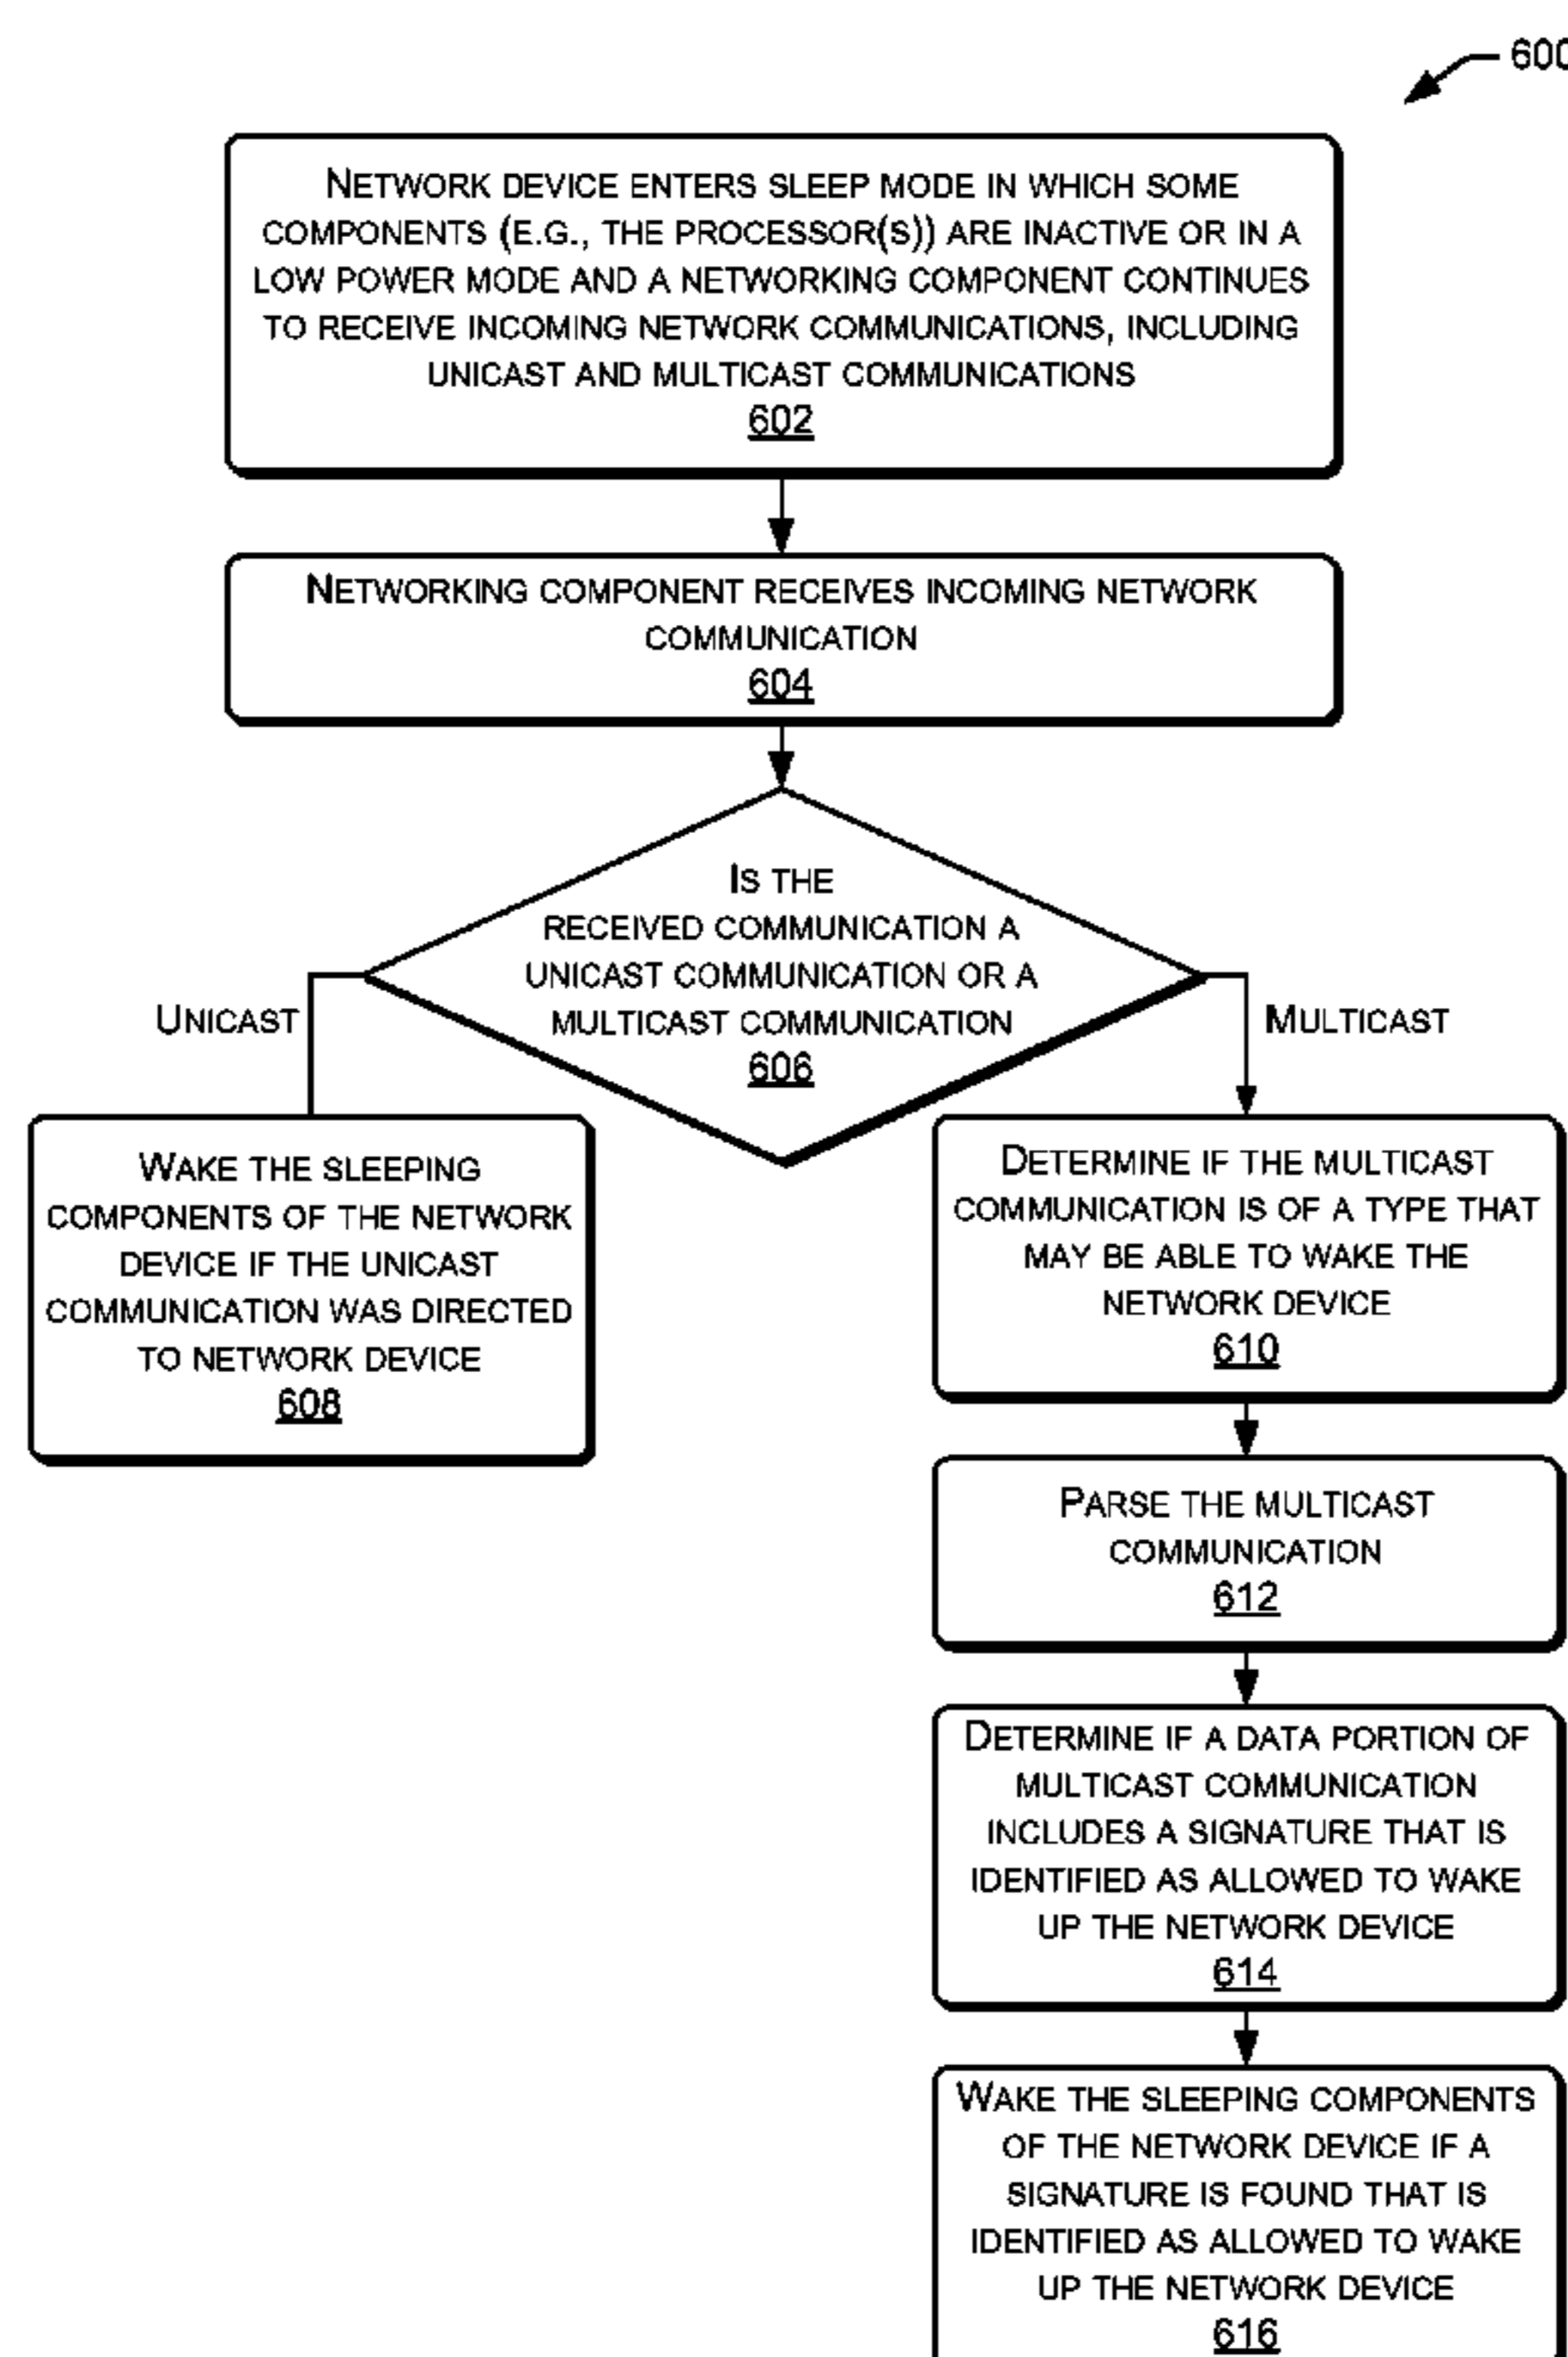 600
NETWORK DEVICE ENTERS SLEEP MODE IN WHICH SOME
COMPONENTS (E.G., THE PROCESSOR(S)) ARE INACTIVE OR IN A
LOW POWER MODE AND A NETWORKING COMPONENT CONTINUES
TO RECEIVE INCOMING NETWORK COMMUNICATIONS, INCLUDING
UNICAST AND MULTICAST COMMUNICATIONS
602
NETWORKING COMPONENT RECEIVES INCOMING NETWORK
COMMUNICATION
604
IS THE
RECEIVED COMMUNICATION A
UNICAST COMMUNICATION OR A
MULTICAST COMMUNICATION
606
UNICAST
MULTICAST
WAKE THE SLEEPING
COMPONENTS OF THE NETWORK
DEVICE IF THE UNICAST
COMMUNICATION WAS DIRECTED
TO NETWORK DEVICE
608
DETERMINE IF THE MULTICAST
COMMUNICATION IS OF A TYPE THAT
MAY BE ABLE TO WAKE THE
NETWORK DEVICE
610
PARSE THE MULTICAST
COMMUNICATION
612
DETERMINE IF A DATA PORTION OF
MULTICAST COMMUNICATION
INCLUDES A SIGNATURE THAT IS
IDENTIFIED AS ALLOWED TO WAKE
UP THE NETWORK DEVICE
614
WAKE THE SLEEPING COMPONENTS
OF THE NETWORK DEVICE IF A
SIGNATURE IS FOUND THAT IS
IDENTIFIED AS ALLOWED TO WAKE
UP THE NETWORK DEVICE
616